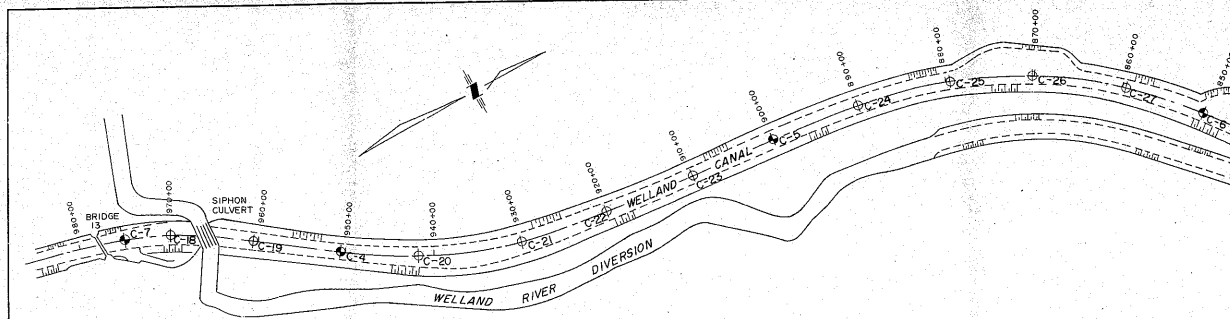 980+00
BRIDGE
13
C-7
970+00
C-18
SIPHON
CULVERT
960+00
C-19
950+00
C-4
940+00
C-20
930+00
C-21
920+00
C-22
WELLAND CANAL
910+00
C-23
900+00
C-5
890+00
C-24
880+00
C-25
870+00
C-26
860+00
C-27
850+00
C-6
WELLAND RIVER DIVERSION